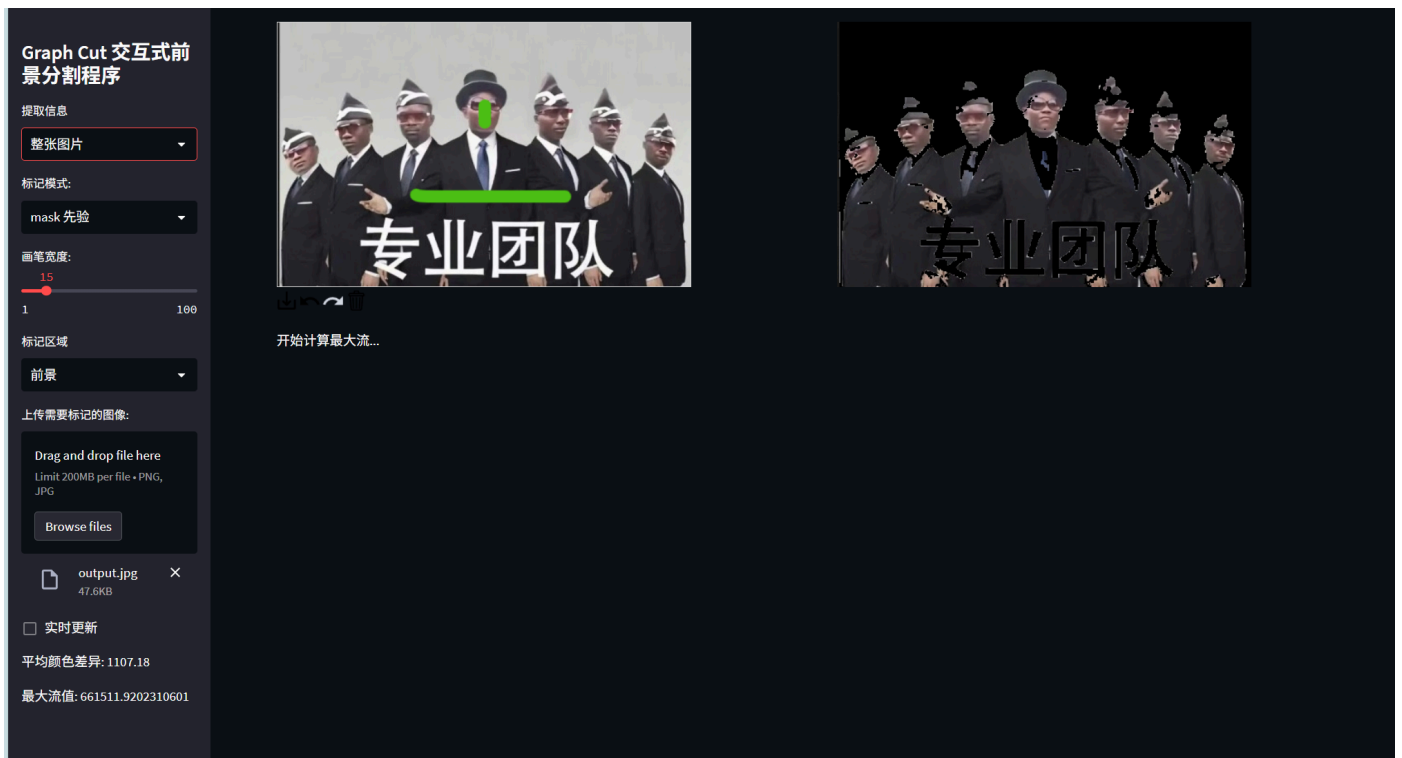 Graph Cut 交互式前
景分割程序
提取信息
整张图片
标记模式:
mask 先验
画笔宽度:
15
1
100
标记区域
前景
上传需要标记的图像:
Drag and drop file here
Limit 200MB per file • PNG,
JPG
Browse files
output.jpg
47.6KB
实时更新
平均颜色差异: 1107.18
最大流值: 661511.9202310601
专业团队
开始计算最大流...
专业团队